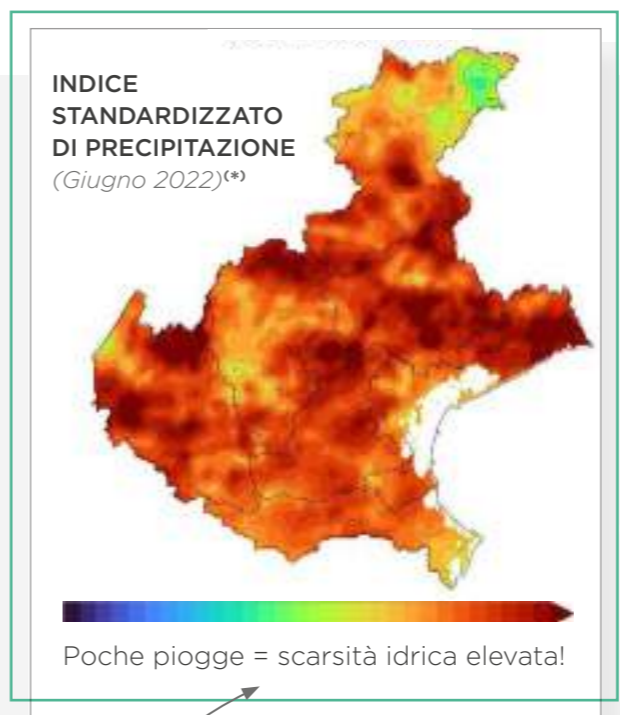 INDICE
STANDARDIZZATO
DI PRECIPITAZIONE
(Giugno 2022)(*)
Poche piogge = scarsità idrica elevata!